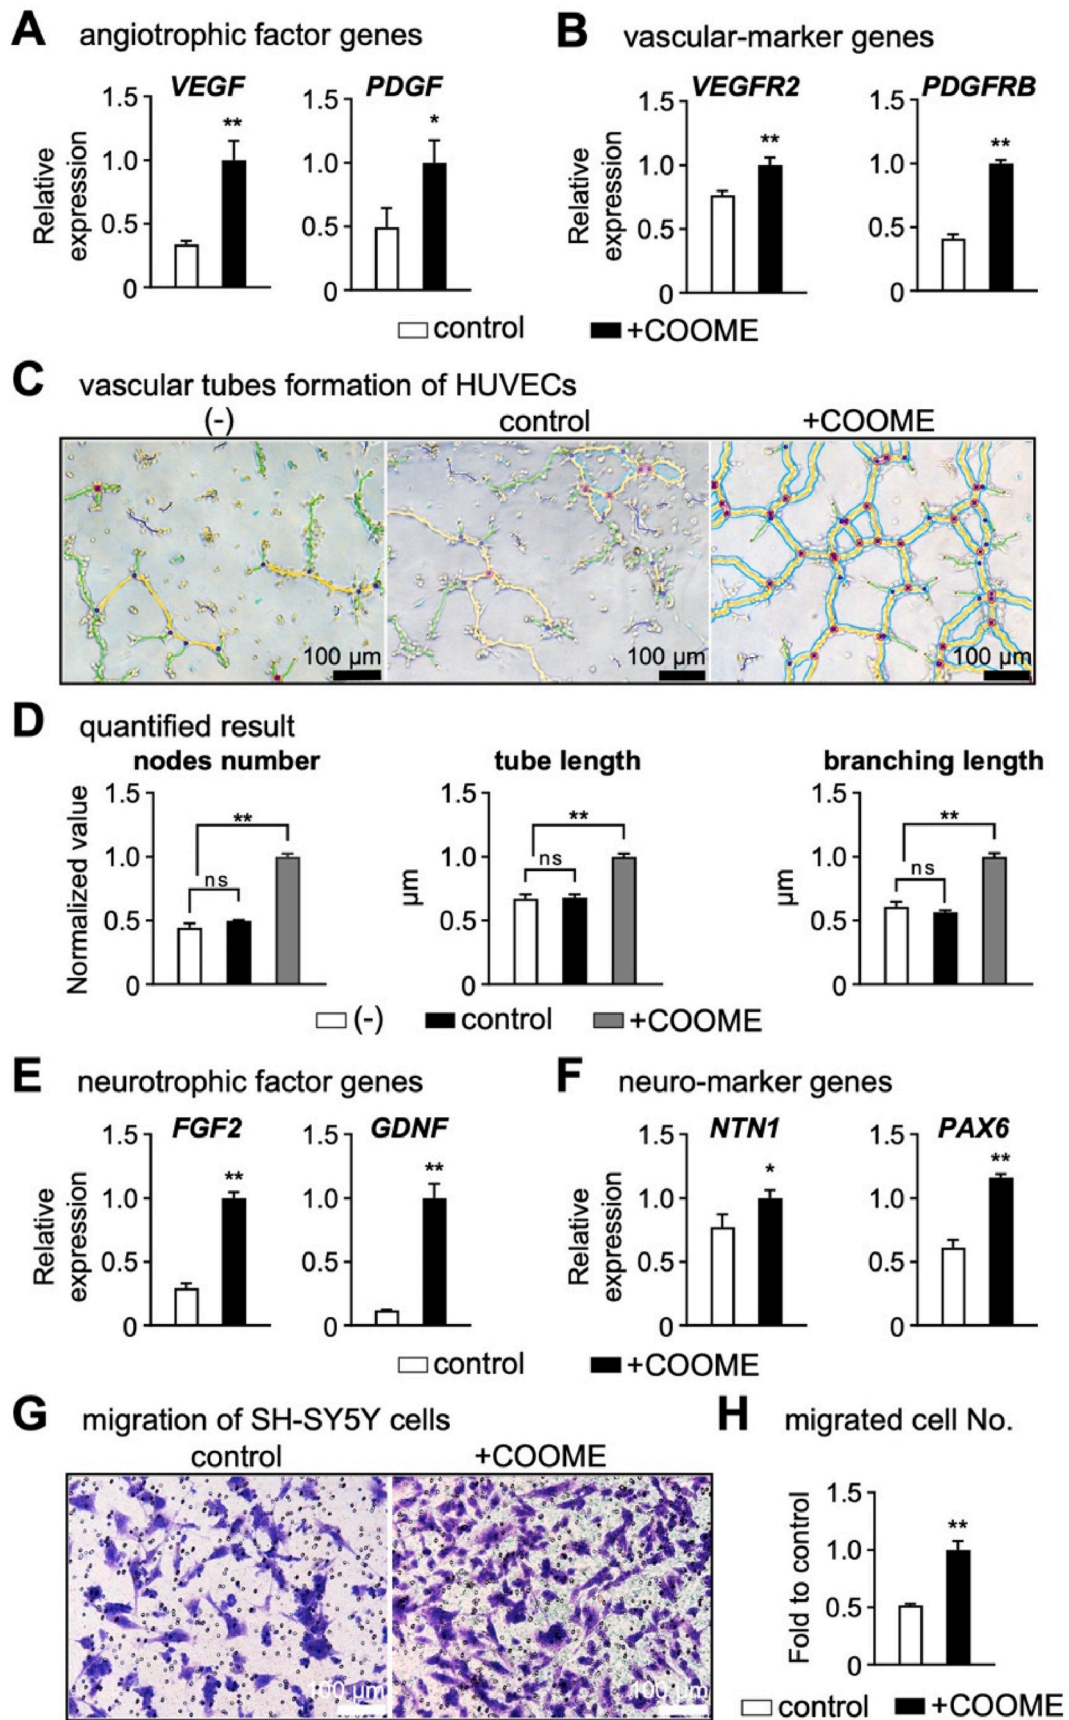 A angiotrophic factor genes
B vascular-marker genes
VEGF
PDGF
VEGFR2
PDGFRB
Relative expression
1.5
1.0
0.5
0
**
1.5
1.0
0.5
0
*
Relative expression
1.5
1.0
0.5
0
**
1.5
1.0
0.5
0
**
control +COOME
C vascular tubes formation of HUVECs
(-) control +COOME
100 µm 100 µm 100 µm
D quantified result
nodes number
tube length
branching length
Normalized value
1.5
1.0
0.5
0
ns
**
µm
1.5
1.0
0.5
0
ns
**
µm
1.5
1.0
0.5
0
ns
**
(-) control +COOME
E neurotrophic factor genes
F neuro-marker genes
FGF2
GDNF
NTN1
PAX6
Relative expression
1.5
1.0
0.5
0
**
1.5
1.0
0.5
0
**
Relative expression
1.5
1.0
0.5
0
*
1.5
1.0
0.5
0
**
control +COOME
G migration of SH-SY5Y cells
control +COOME
100 µm 100 µm
H migrated cell No.
Fold to control
1.5
1.0
0.5
0
**
control +COOME